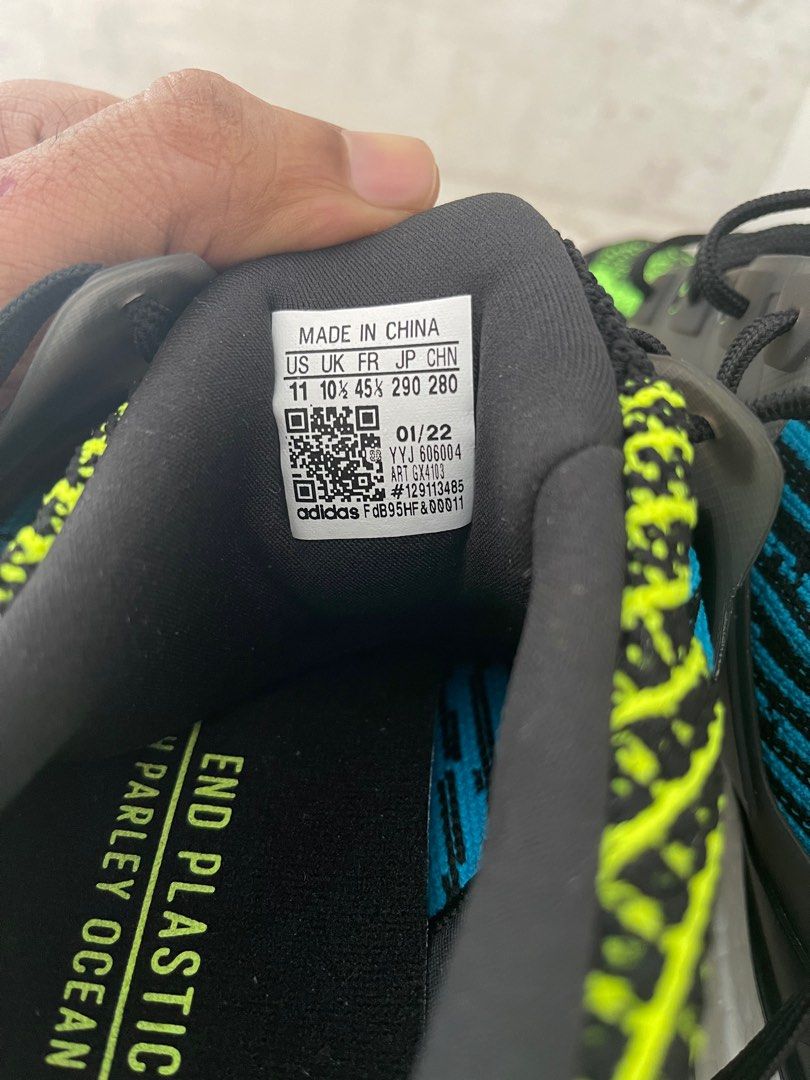 MADE IN CHINA
US UK FR JP CHN
11 10½ 45⅓ 290 280
01/22
YYJ 606004
ART GX4103
#129113485
adidas FdB95HF&00011
END PLASTIC
PARLEY OCEAN